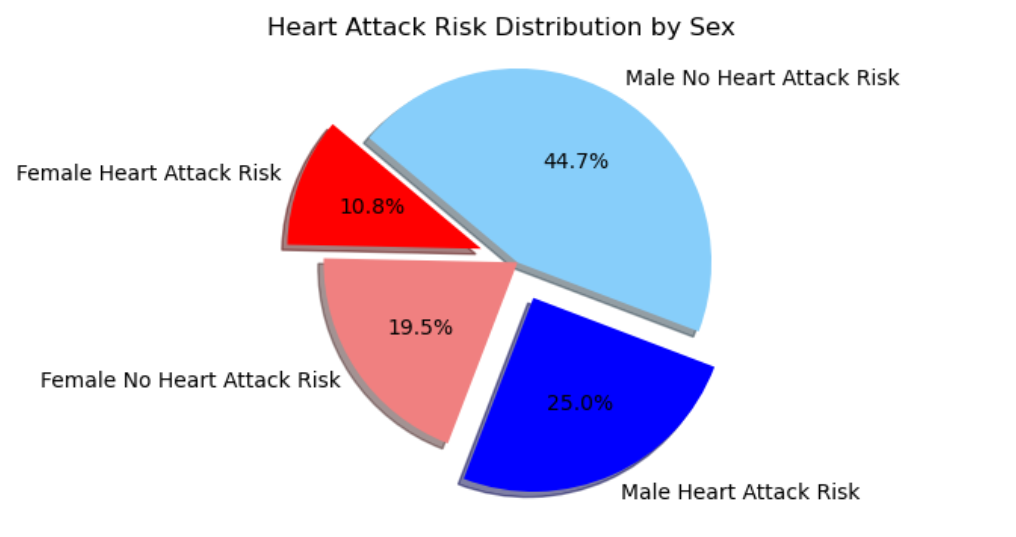 Heart Attack Risk Distribution by Sex
Male No Heart Attack Risk
44.7%
Female Heart Attack Risk
10.8%
19.5%
Female No Heart Attack Risk
25.0%
Male Heart Attack Risk